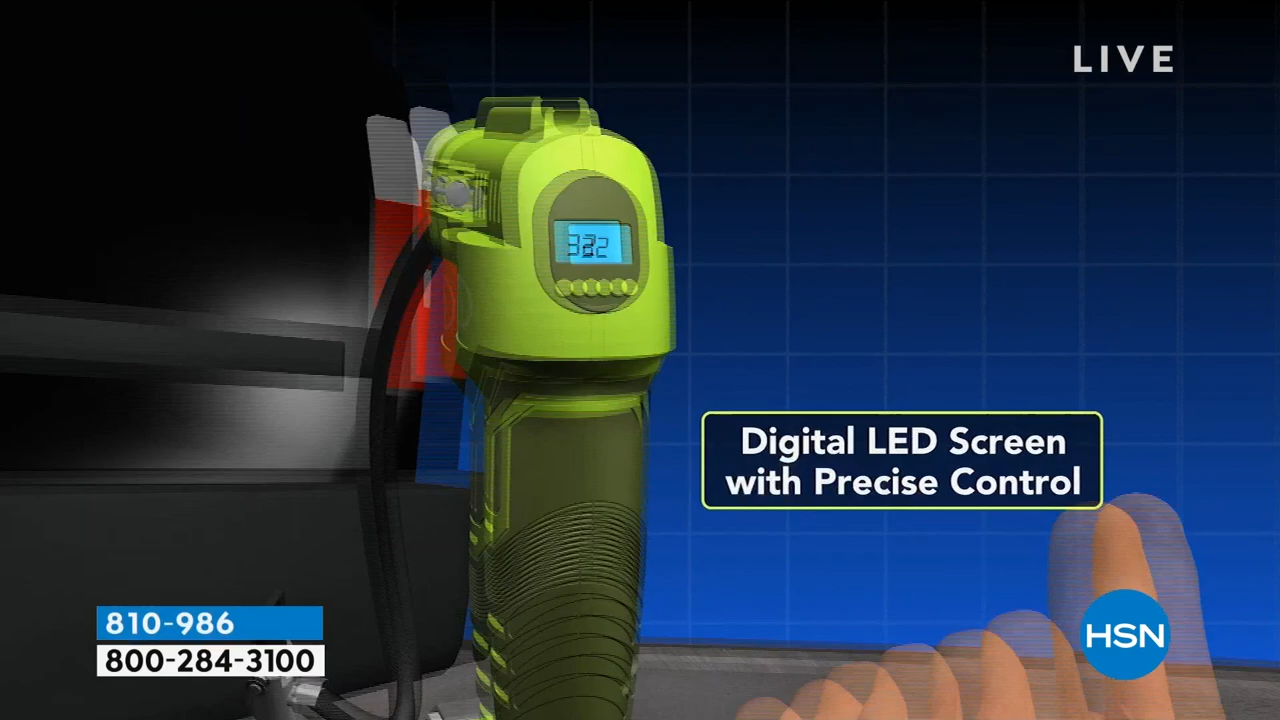 LIVE
Digital LED Screen
with Precise Control
810-986
800-284-3100
HSN